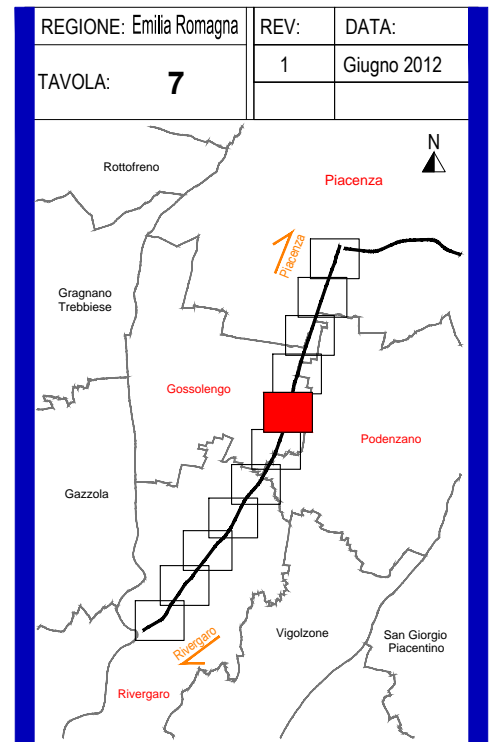 REGIONE: Emilia Romagna
REV:
DATA:
TAVOLA: 7
1
Giugno 2012
N
Rottofreno
Piacenza
Piacenza
Gragnano
Trebbiese
Gossolengo
Podenzano
Gazzola
Rivergaro
Vigolzone
San Giorgio
Piacentino
Rivergaro